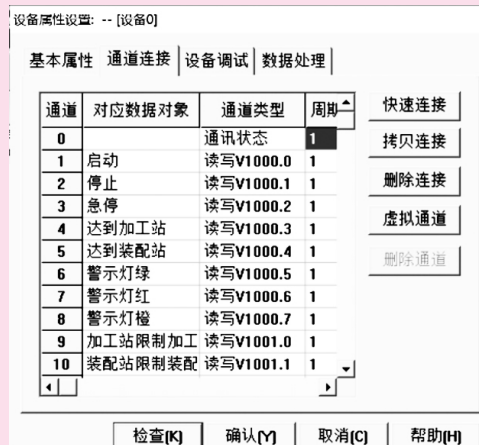 设备属性设置: -- [设备0]
基本属性 通道连接 设备调试 数据处理
通道 对应数据对象 通道类型 周期
0 通讯状态 1
1 启动 读写V1000.0 1
2 停止 读写V1000.1 1
3 急停 读写V1000.2 1
4 达到加工站 读写V1000.3 1
5 达到装配站 读写V1000.4 1
6 警示灯绿 读写V1000.5 1
7 警示灯红 读写V1000.6 1
8 警示灯橙 读写V1000.7 1
9 加工站限制加工 读写V1001.0 1
10 装配站限制装配 读写V1001.1 1
快速连接
拷贝连接
删除连接
虚拟通道
删除通道
检查(K) 确认(Y) 取消(C) 帮助(H)